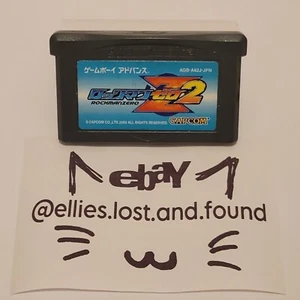 ゲームボーイ アドバンス
AGB-A62J-JPN
ロックマンゼロ2
ROCKMANZERO
CAPCOM
ebay
@ellies.lost.and.found